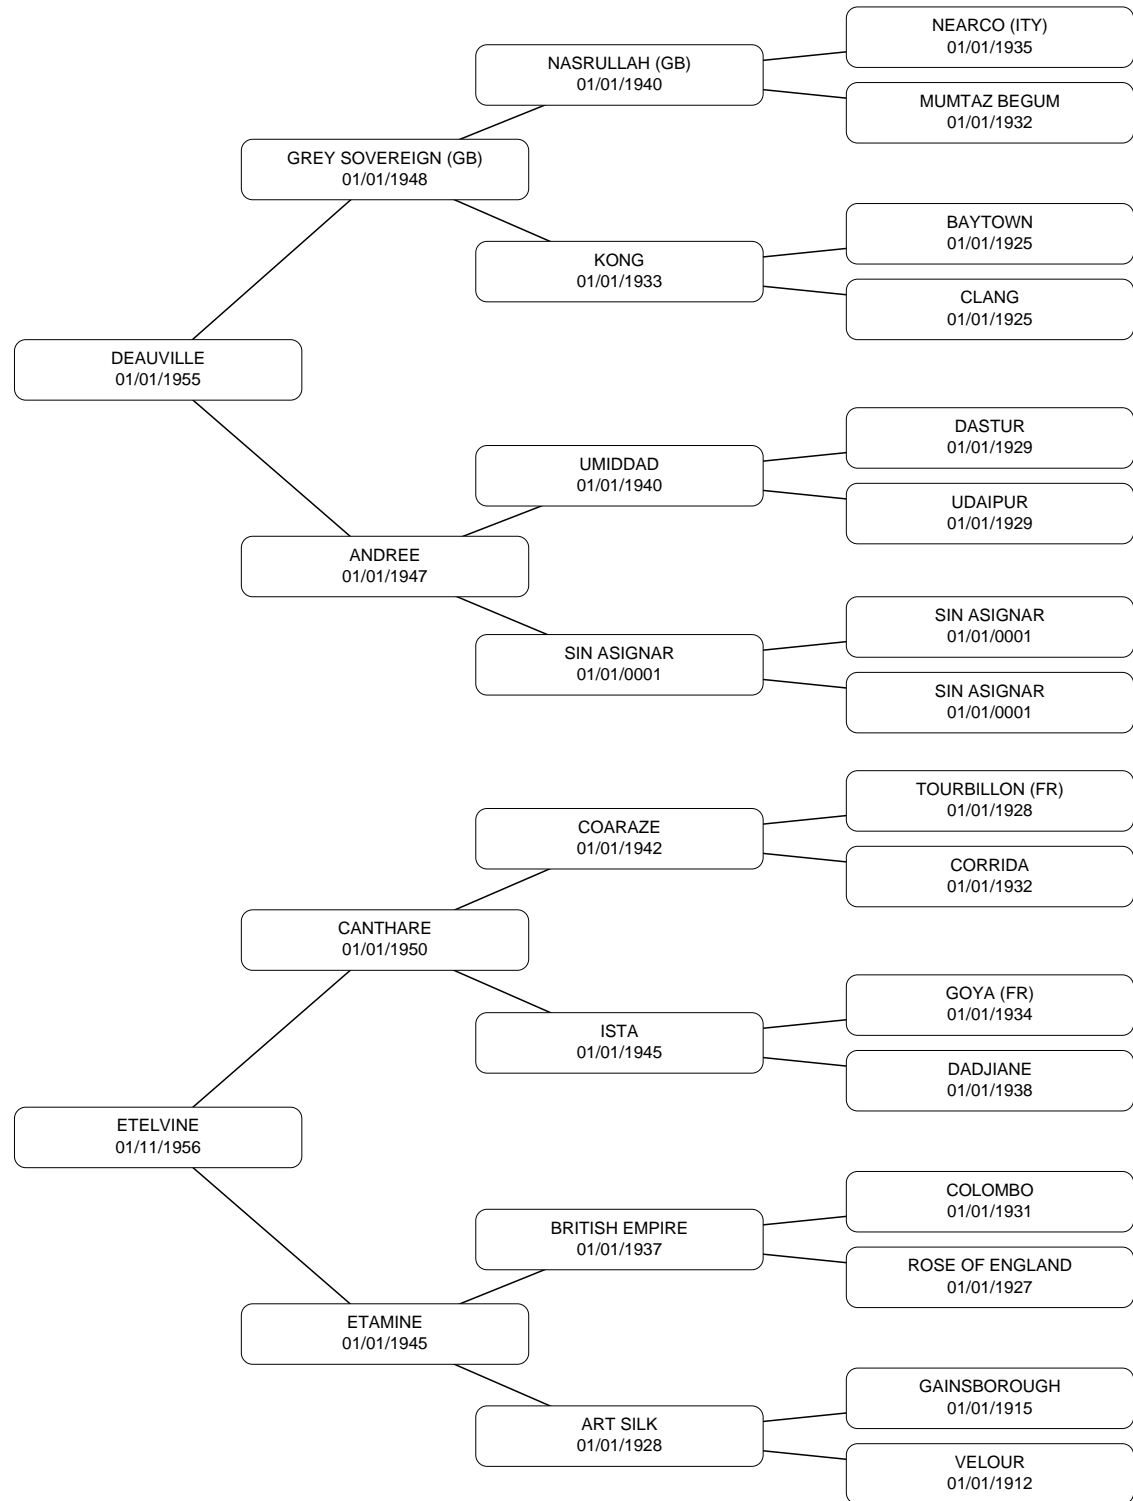 NEARCO (ITY)
01/01/1935
NASRULLAH (GB)
01/01/1940
MUMTAZ BEGUM
01/01/1932
GREY SOVEREIGN (GB)
01/01/1948
BAYTOWN
01/01/1925
KONG
01/01/1933
CLANG
01/01/1925
DEAUVILLE
01/01/1955
DASTUR
01/01/1929
UMIDDAD
01/01/1940
UDAIPUR
01/01/1929
ANDREE
01/01/1947
SIN ASIGNAR
01/01/0001
SIN ASIGNAR
01/01/0001
SIN ASIGNAR
01/01/0001
TOURBILLON (FR)
01/01/1928
COARAZE
01/01/1942
CORRIDA
01/01/1932
CANTHARE
01/01/1950
GOYA (FR)
01/01/1934
ISTA
01/01/1945
DADJIANE
01/01/1938
ETELVINE
01/11/1956
COLOMBO
01/01/1931
BRITISH EMPIRE
01/01/1937
ROSE OF ENGLAND
01/01/1927
ETAMINE
01/01/1945
GAINSBOROUGH
01/01/1915
ART SILK
01/01/1928
VELOUR
01/01/1912